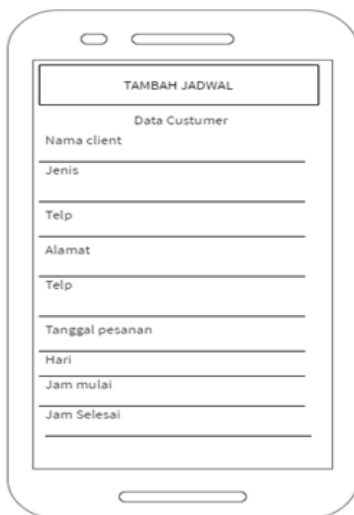 TAMBAH JADWAL
Data Custumer
Nama client
Jenis
Telp
Alamat
Telp
Tanggal pesanan
Hari
Jam mulai
Jam Selesai